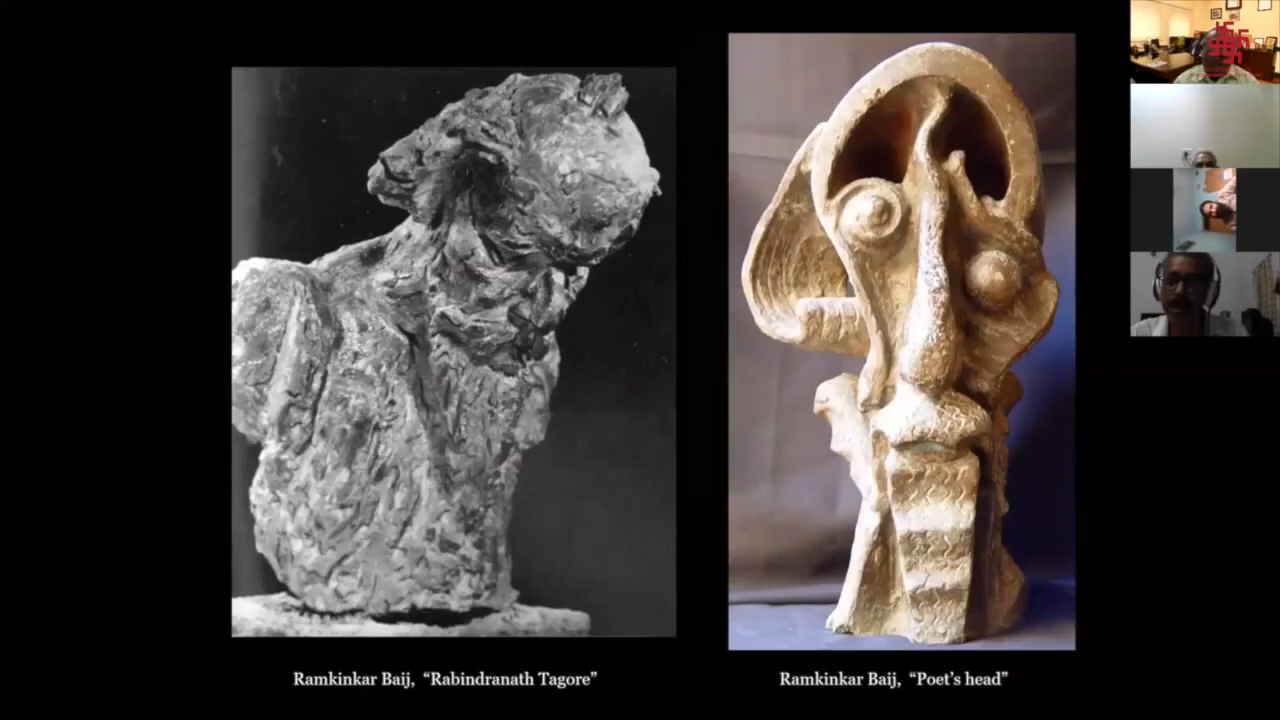 Ramkinkar Baij, “Rabindranath Tagore”
Ramkinkar Baij, “Poet’s head”